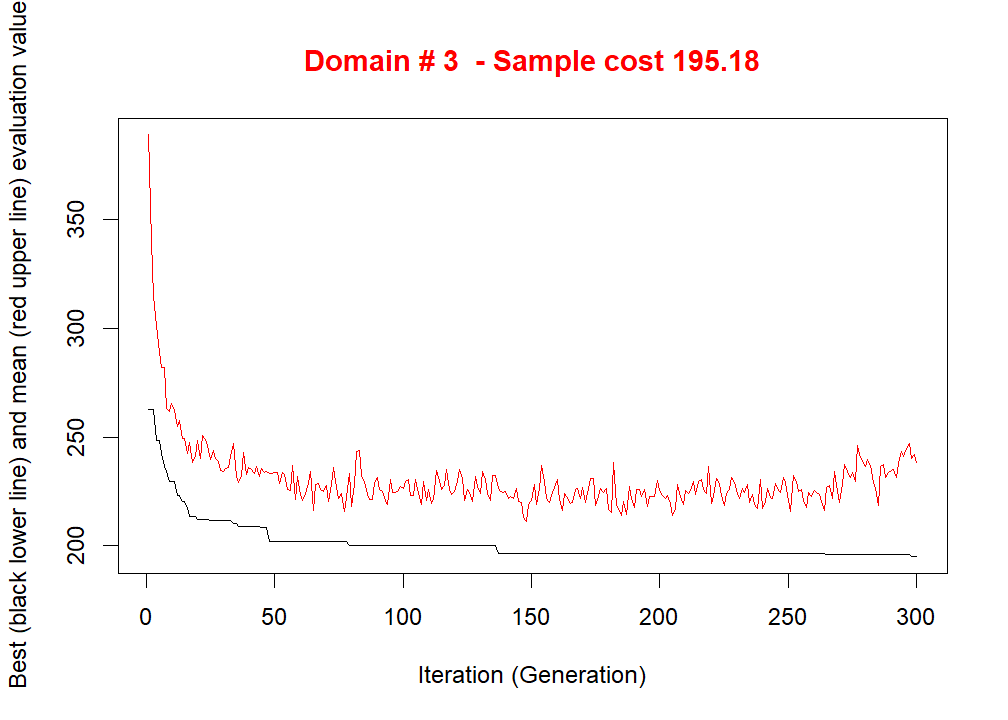 Domain # 3  - Sample cost 195.18
Best (black lower line) and mean (red upper line) evaluation value
350
300
250
200
0 50 100 150 200 250 300
Iteration (Generation)